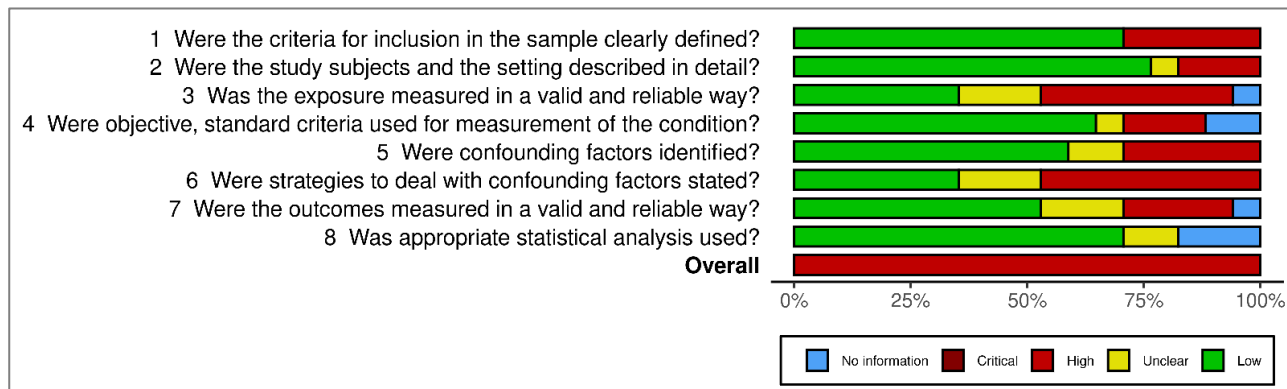 1 Were the criteria for inclusion in the sample clearly defined?
2 Were the study subjects and the setting described in detail?
3 Was the exposure measured in a valid and reliable way?
4 Were objective, standard criteria used for measurement of the condition?
5 Were confounding factors identified?
6 Were strategies to deal with confounding factors stated?
7 Were the outcomes measured in a valid and reliable way?
8 Was appropriate statistical analysis used?
Overall
0% 25% 50% 75% 100%
No information Critical High Unclear Low